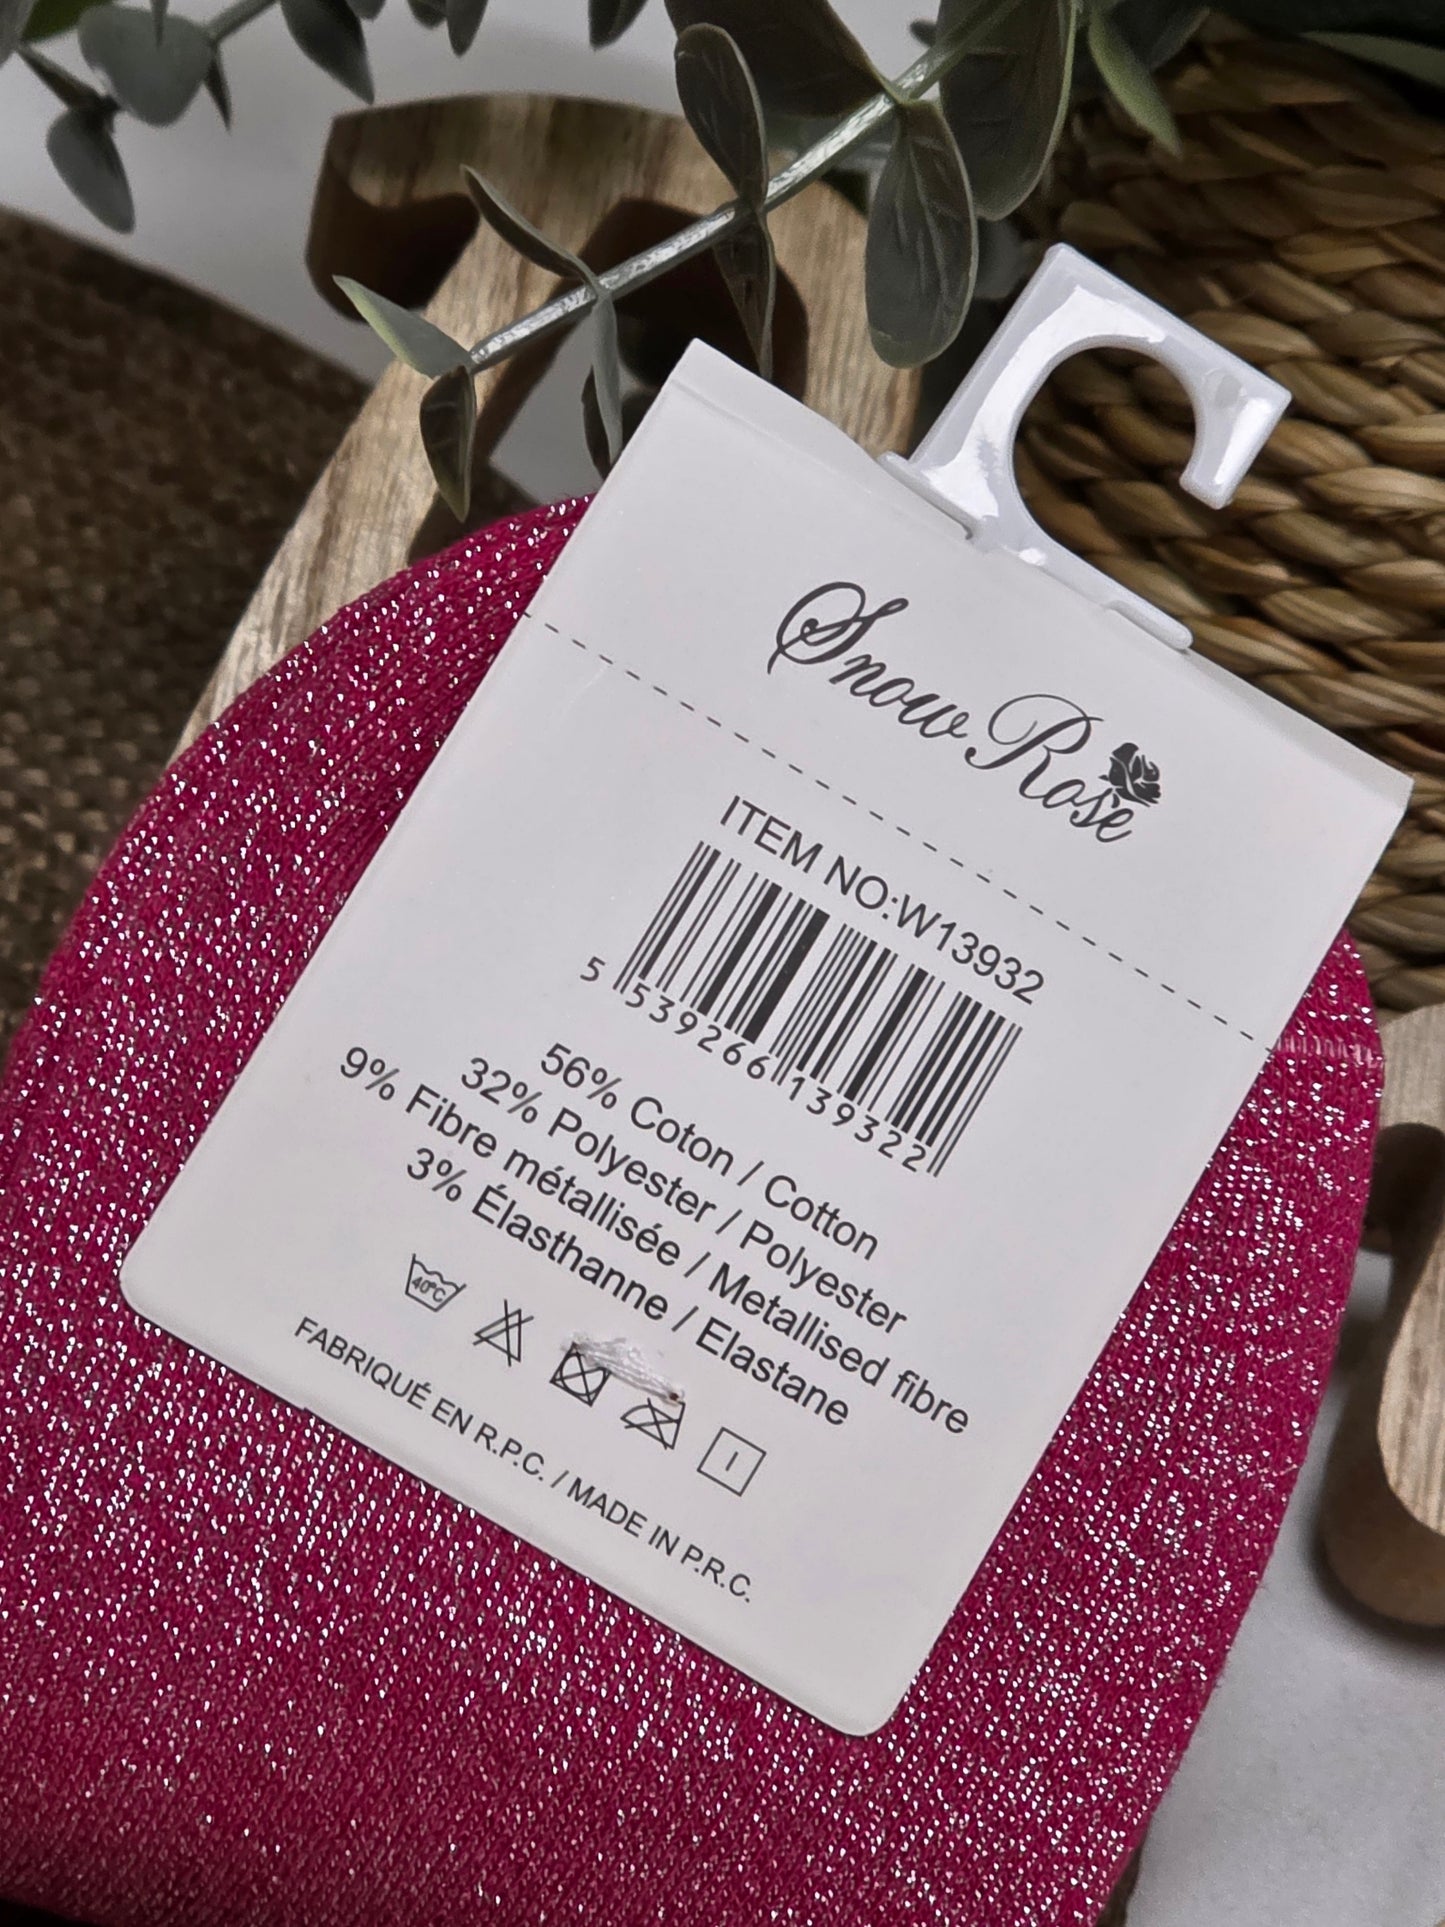 Snow Rose
ITEM NO:W13932
5 539266 139322
56% Coton / Cotton
32% Polyester / Polyester
9% Fibre métallisée / Metallised fibre
3% Élasthanne / Elastane
40°C
FABRIQUÉ EN R.P.C. / MADE IN P.R.C.